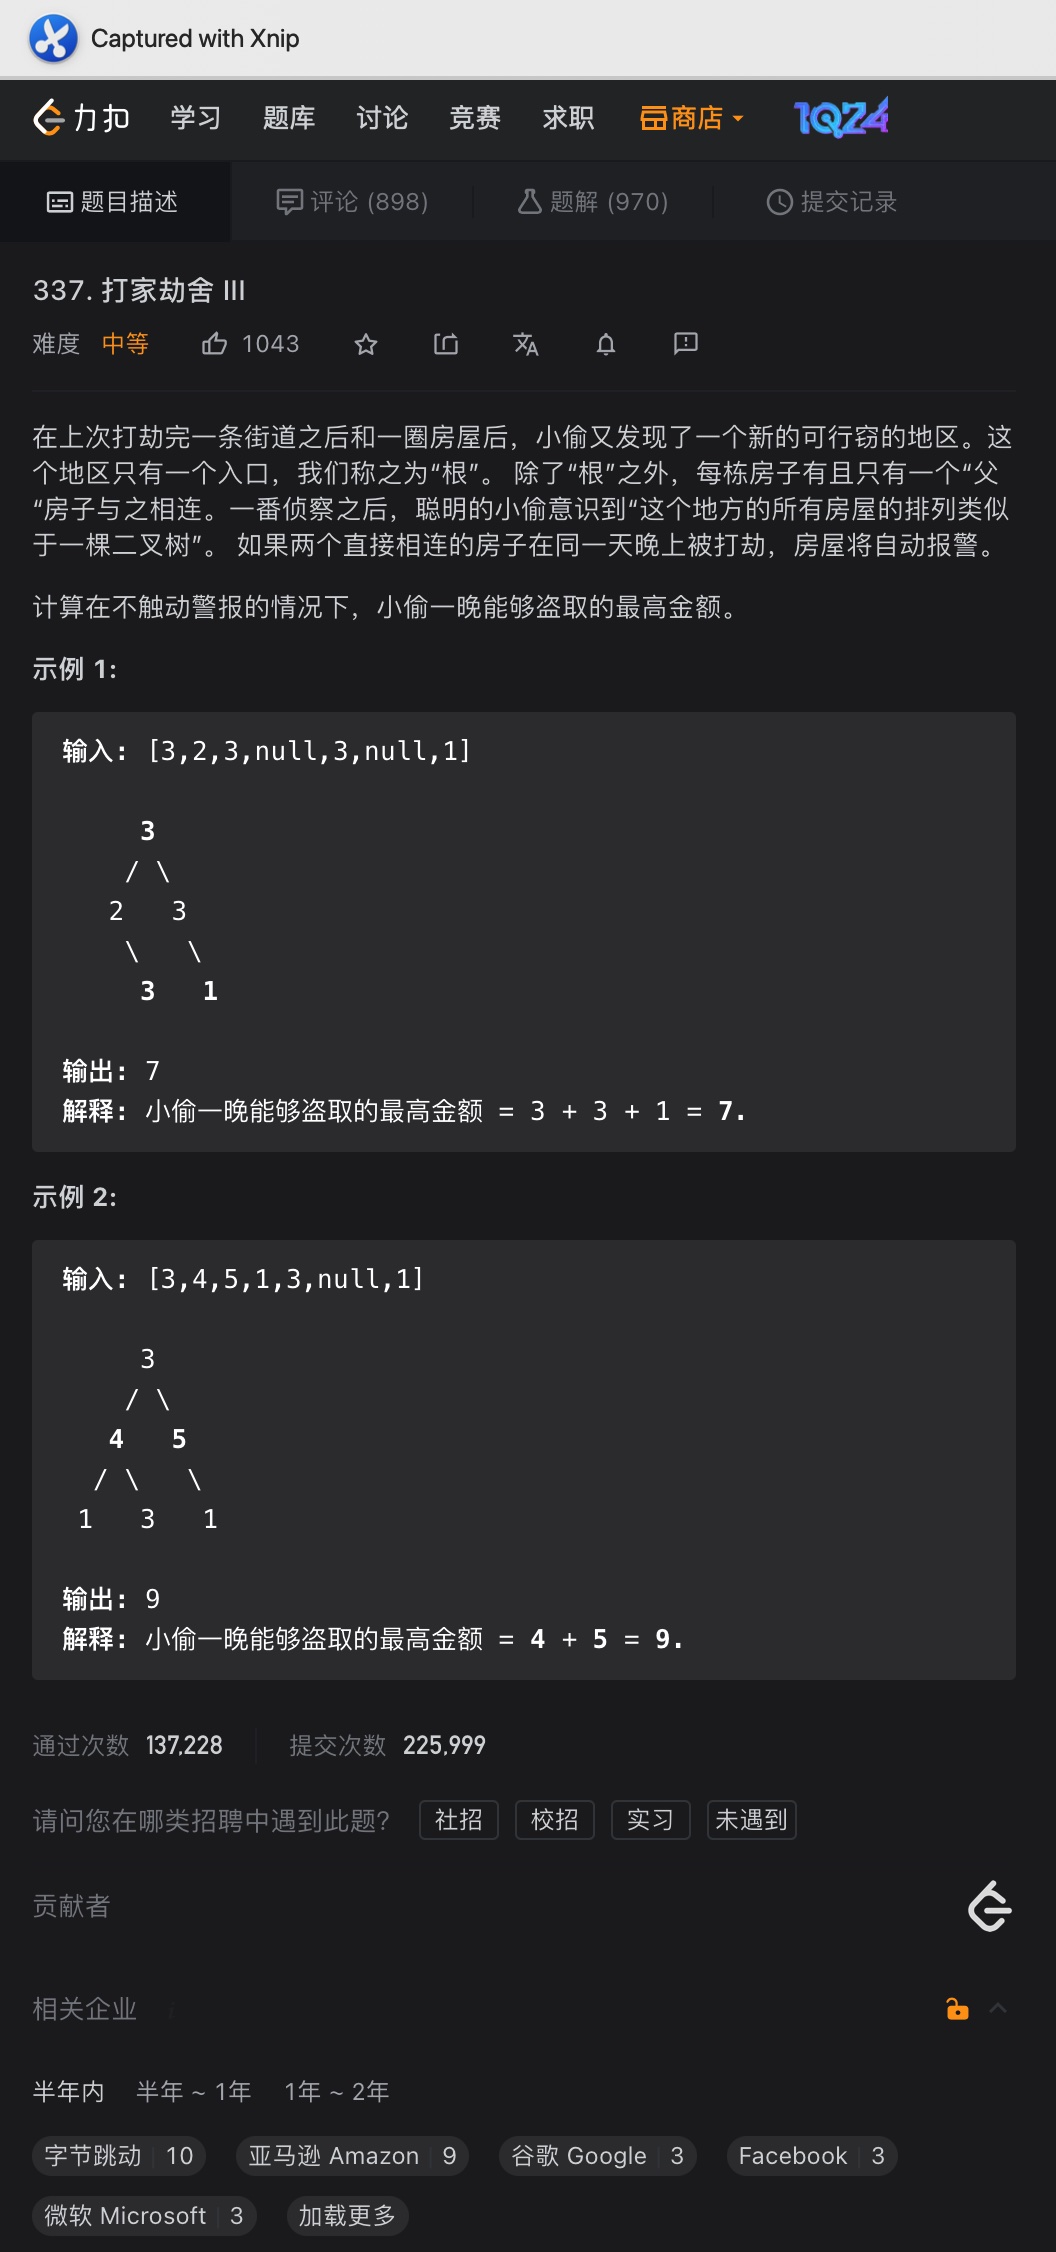 Captured with Xnip
力扣 学习 题库 讨论 竞赛 求职 商店 1024
题目描述 评论 (898) 题解 (970) 提交记录
337. 打家劫舍 III
难度 中等 1043
在上次打劫完一条街道之后和一圈房屋后，小偷又发现了一个新的可行窃的地区。这
个地区只有一个入口，我们称之为“根”。 除了“根”之外，每栋房子有且只有一个“父
“房子与之相连。一番侦察之后，聪明的小偷意识到“这个地方的所有房屋的排列类似
于一棵二叉树”。 如果两个直接相连的房子在同一天晚上被打劫，房屋将自动报警。
计算在不触动警报的情况下，小偷一晚能够盗取的最高金额。
示例 1:
输入: [3,2,3,null,3,null,1]
3
/ \
2 3
\ \
3 1
输出: 7
解释: 小偷一晚能够盗取的最高金额 = 3 + 3 + 1 = 7.
示例 2:
输入: [3,4,5,1,3,null,1]
3
/ \
4 5
/ \ \
1 3 1
输出: 9
解释: 小偷一晚能够盗取的最高金额 = 4 + 5 = 9.
通过次数 137,228 提交次数 225,999
请问您在哪类招聘中遇到此题? 社招 校招 实习 未遇到
贡献者
相关企业
半年内 半年 ~ 1年 1年 ~ 2年
字节跳动 10 亚马逊 Amazon 9 谷歌 Google 3 Facebook 3
微软 Microsoft 3 加载更多